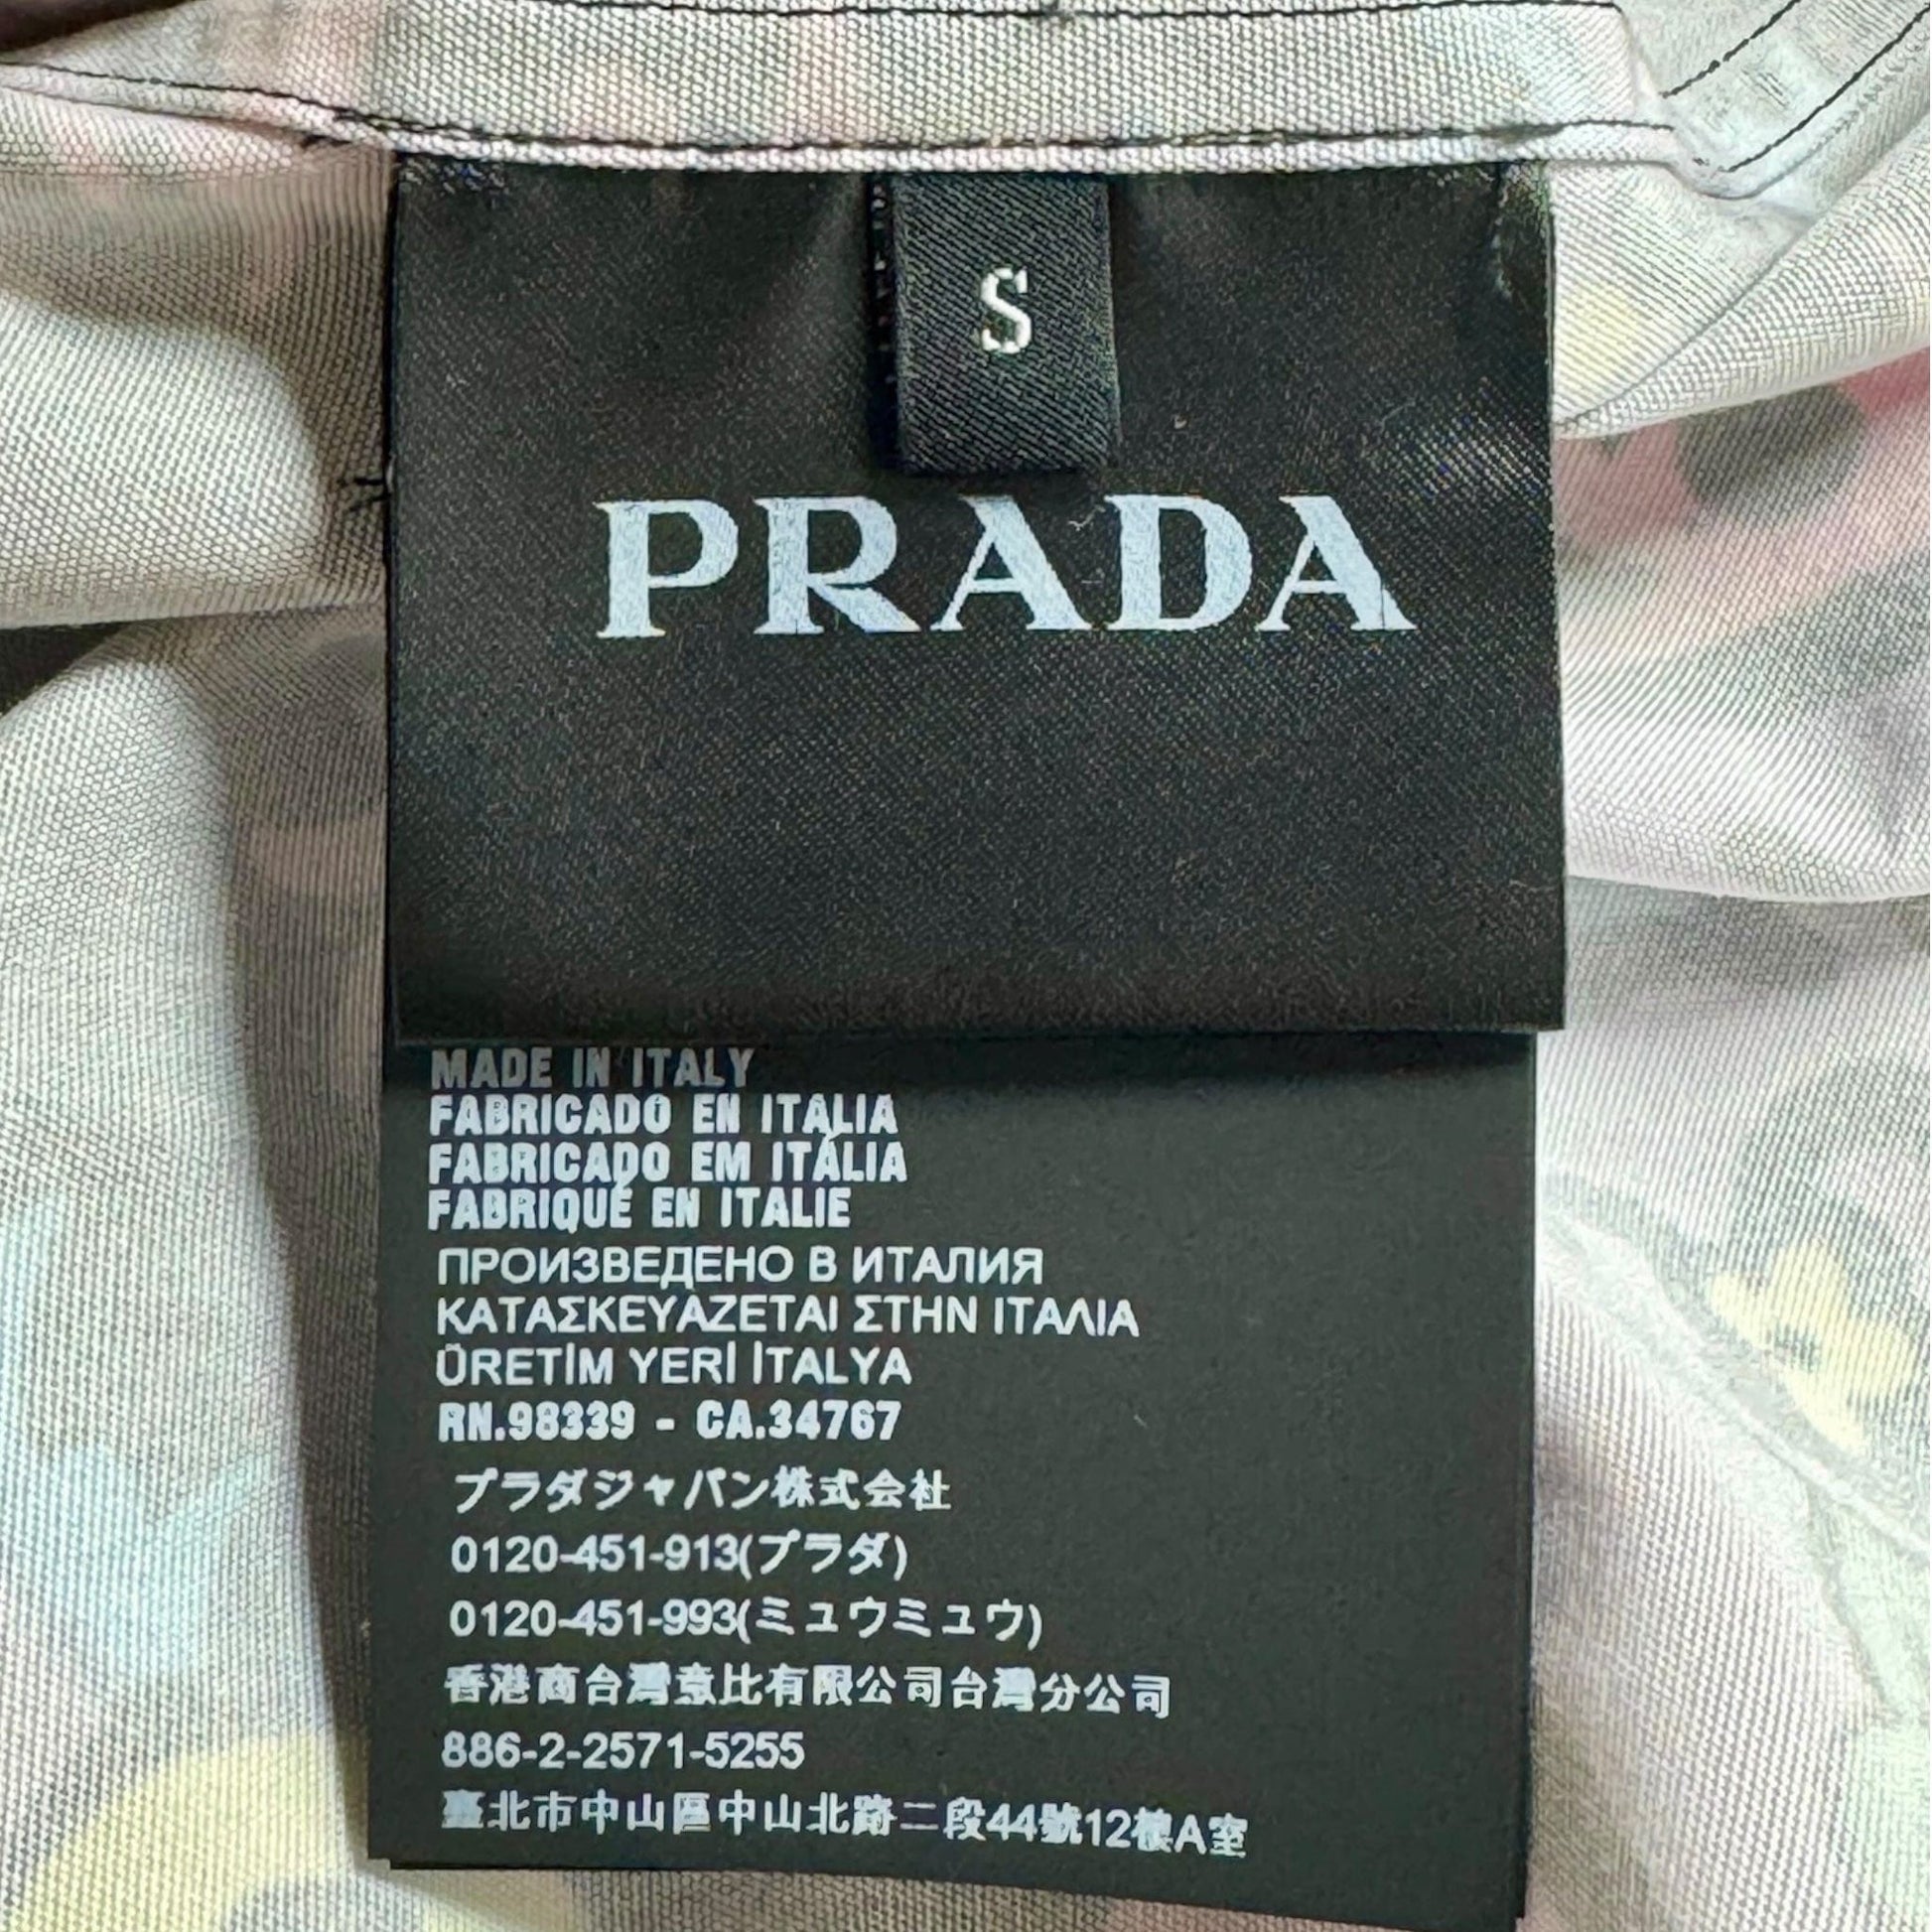 S
PRADA
MADE IN ITALY
FABRICADO EN ITALIA
FABRICADO EM ITÁLIA
FABRIQUÉ EN ITALIE
ПРОИЗВЕДЕНО В ИТАЛИЯ
ΚΑΤΑΣΚΕΥΑΖΕΤΑΙ ΣΤΗΝ ΙΤΑΛΙΑ
ÜRETİM YERİ İTALYA
RN.98339 - CA.34767
プラダジャパン株式会社
0120-451-913(プラダ)
0120-451-993(ミュウミュウ)
香港商台灣意比有限公司台灣分公司
886-2-2571-5255
臺北市中山區中山北路二段44號12樓A室